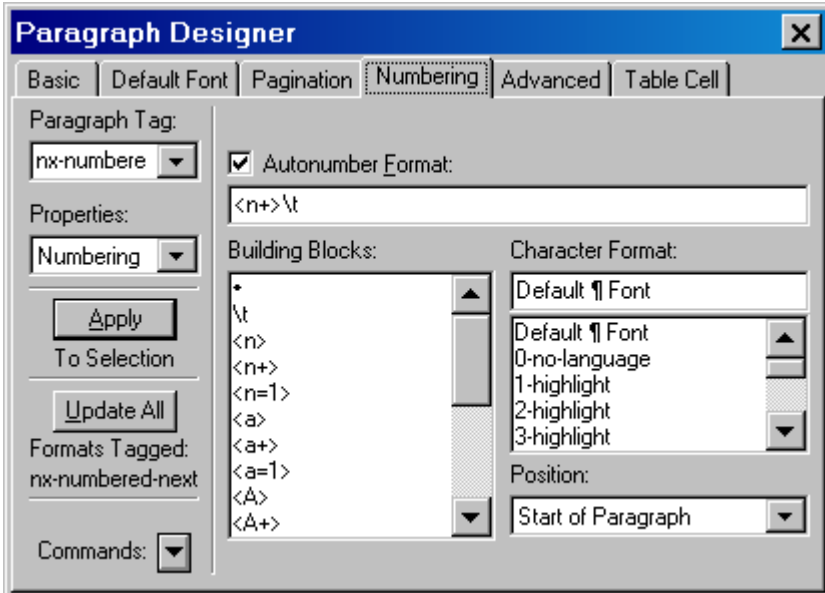 Paragraph Designer
Basic Default Font Pagination Numbering Advanced Table Cell
Paragraph Tag:
nx-numbere
Properties:
Numbering
Apply
To Selection
Update All
Formats Tagged:
nx-numbered-next
Commands:
Autonumber Format:
<n+>\t
Building Blocks:
•
\t
<n>
<n+>
<n=1>
<a>
<a+>
<a=1>
<A>
<A+>
Character Format:
Default ¶ Font
Default ¶ Font
0-no-language
1-highlight
2-highlight
3-highlight
Position:
Start of Paragraph